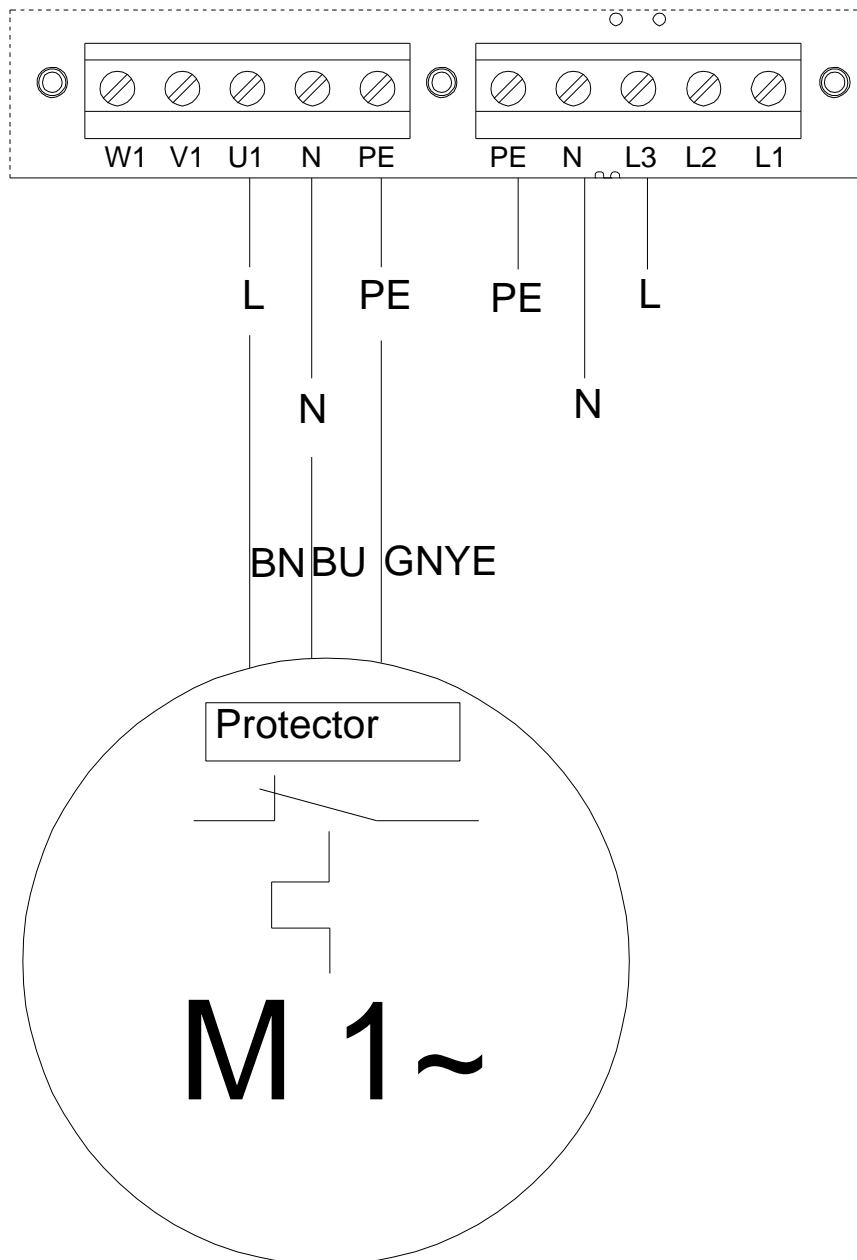 W1 V1 U1 N PE PE N L3 L2 L1
L PE PE L
N N
BN BU GNYE
Protector
M 1~